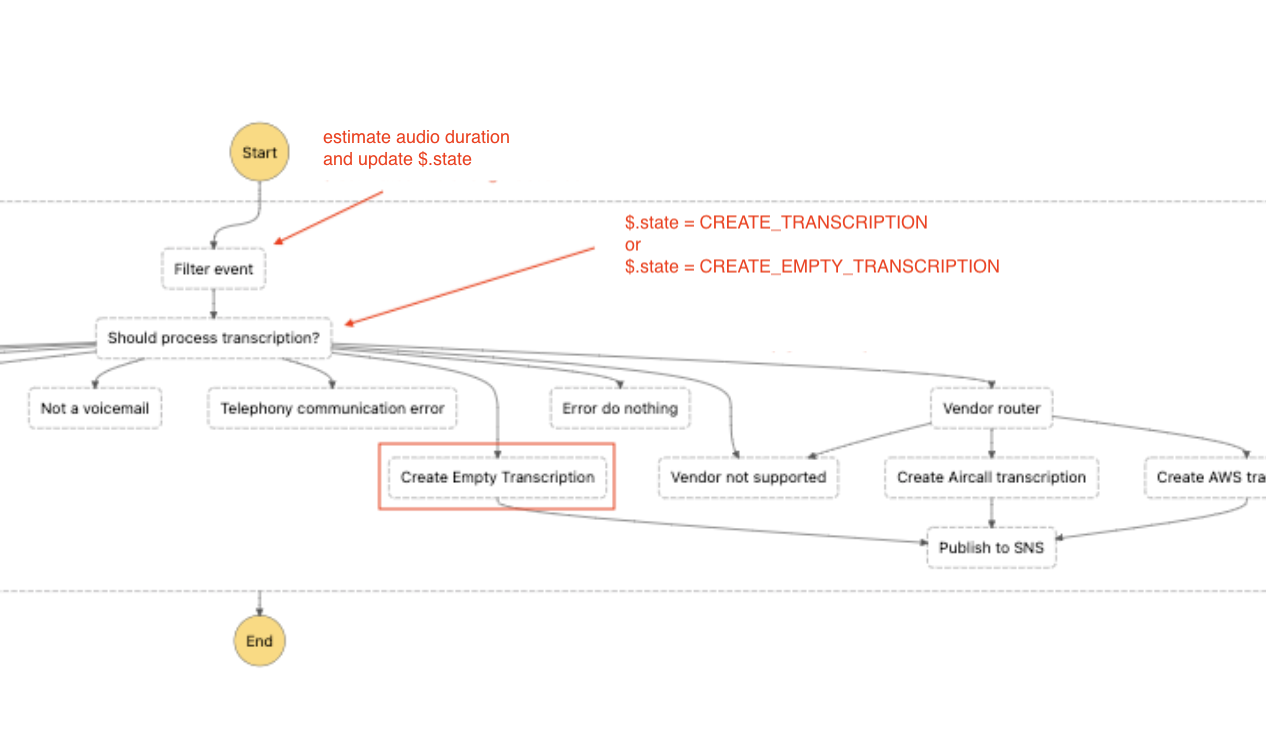 estimate audio duration
and update $.state
Start
$.state = CREATE_TRANSCRIPTION
or
$.state = CREATE_EMPTY_TRANSCRIPTION
Filter event
Should process transcription?
Not a voicemail
Telephony communication error
Error do nothing
Vendor router
Create Empty Transcription
Vendor not supported
Create Aircall transcription
Create AWS tra
Publish to SNS
End